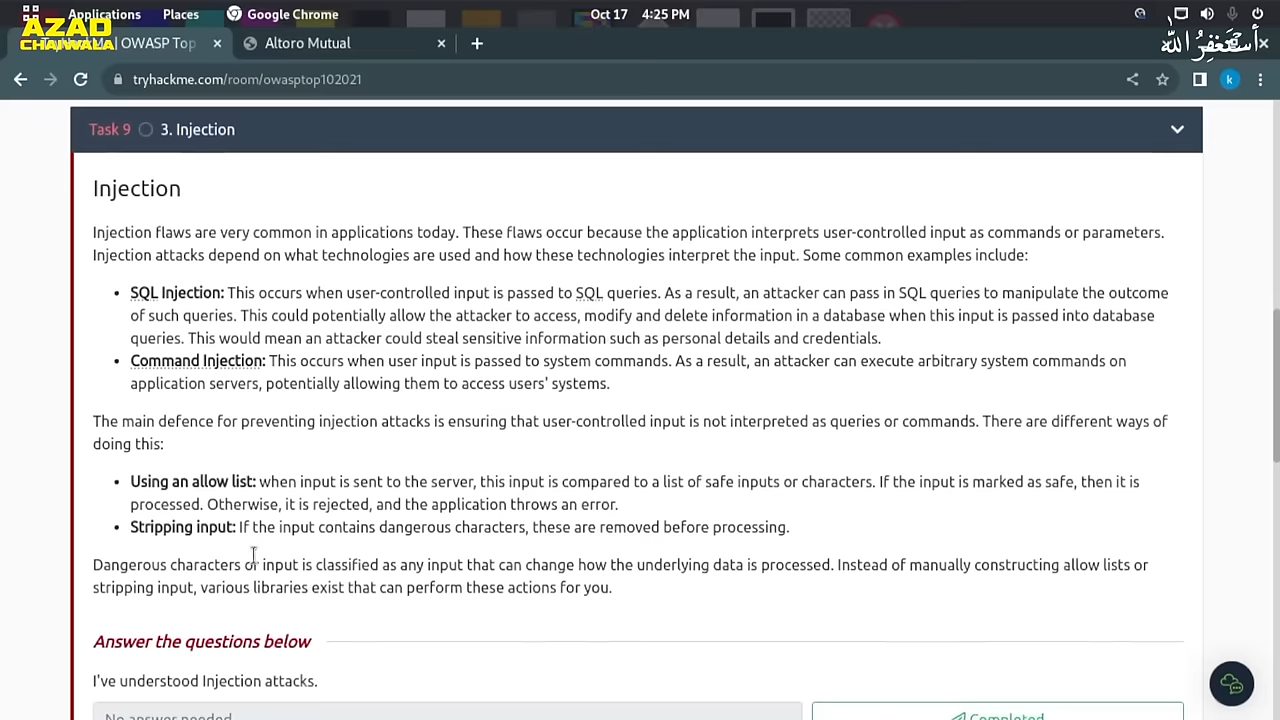 Applications Places Google Chrome Oct 17 4:25 PM
AZAD
CHAIWALA
OWASP Top Altoro Mutual
أستغفر الله
tryhackme.com/room/owasptop102021 k
Task 9 3. Injection
Injection
Injection flaws are very common in applications today. These flaws occur because the application interprets user-controlled input as commands or parameters.
Injection attacks depend on what technologies are used and how these technologies interpret the input. Some common examples include:
• SQL Injection: This occurs when user-controlled input is passed to SQL queries. As a result, an attacker can pass in SQL queries to manipulate the outcome
of such queries. This could potentially allow the attacker to access, modify and delete information in a database when this input is passed into database
queries. This would mean an attacker could steal sensitive information such as personal details and credentials.
• Command Injection: This occurs when user input is passed to system commands. As a result, an attacker can execute arbitrary system commands on
application servers, potentially allowing them to access users' systems.
The main defence for preventing injection attacks is ensuring that user-controlled input is not interpreted as queries or commands. There are different ways of
doing this:
• Using an allow list: when input is sent to the server, this input is compared to a list of safe inputs or characters. If the input is marked as safe, then it is
processed. Otherwise, it is rejected, and the application throws an error.
• Stripping input: If the input contains dangerous characters, these are removed before processing.
Dangerous characters or input is classified as any input that can change how the underlying data is processed. Instead of manually constructing allow lists or
stripping input, various libraries exist that can perform these actions for you.
Answer the questions below
I've understood Injection attacks.
No answer needed Completed